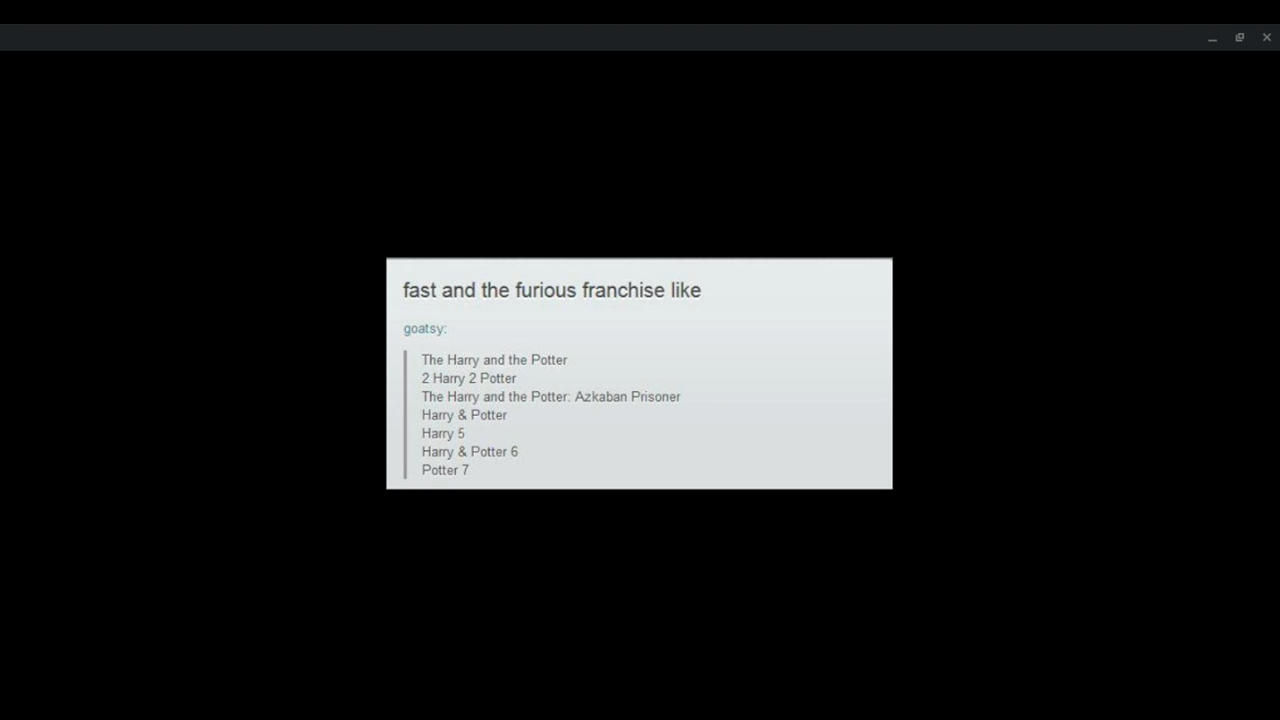 fast and the furious franchise like
goatsy:
The Harry and the Potter
2 Harry 2 Potter
The Harry and the Potter: Azkaban Prisoner
Harry & Potter
Harry 5
Harry & Potter 6
Potter 7